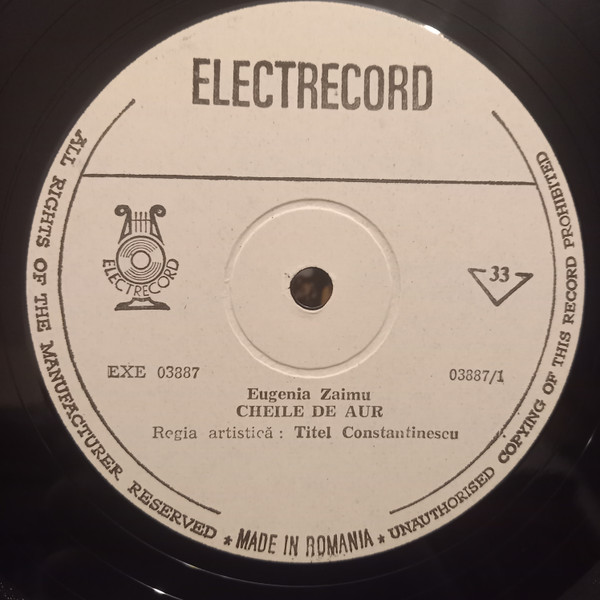 ELECTRECORD
ELECTRECORD
33
EXE 03887
03887/1
Eugenia Zaimu
CHEILE DE AUR
Regia artistică : Titel Constantinescu
ALL RIGHTS OF THE MANUFACTURER RESERVED ★ MADE IN ROMANIA ★ UNAUTHORISED COPYING OF THIS RECORD PROHIBITED